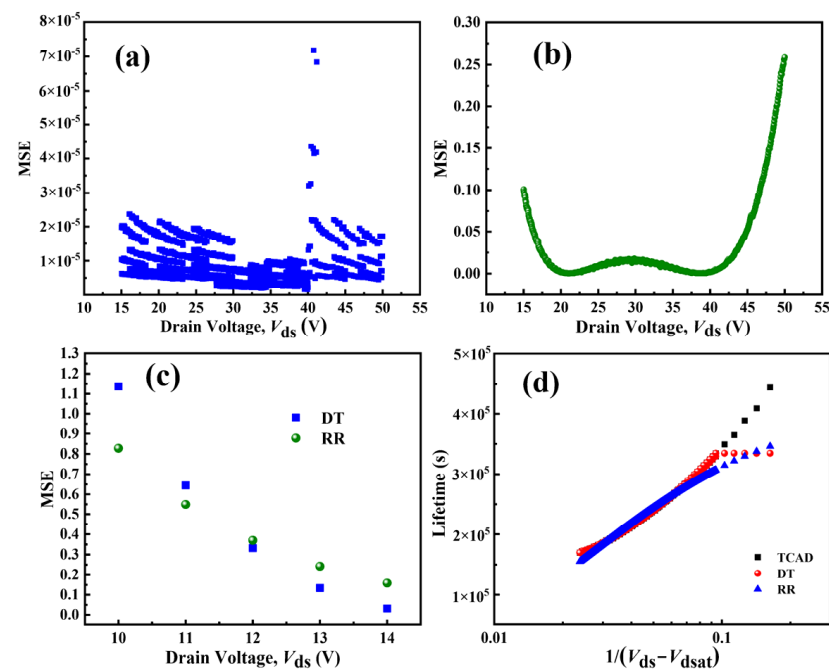 (a)
MSE
8×10⁻⁵
7×10⁻⁵
6×10⁻⁵
5×10⁻⁵
4×10⁻⁵
3×10⁻⁵
2×10⁻⁵
1×10⁻⁵
10 15 20 25 30 35 40 45 50 55
Drain Voltage, Vds (V)
(b)
MSE
0.30
0.25
0.20
0.15
0.10
0.05
0.00
10 15 20 25 30 35 40 45 50 55
Drain Voltage, Vds (V)
(c)
MSE
1.3
1.2
1.1
1.0
0.9
0.8
0.7
0.6
0.5
0.4
0.3
0.2
0.1
0.0
DT
RR
10 11 12 13 14
Drain Voltage, Vds (V)
(d)
Lifetime (s)
5×10⁵
4×10⁵
3×10⁵
2×10⁵
1×10⁵
TCAD
DT
RR
0.01 0.1
1/(Vds−Vdsat)